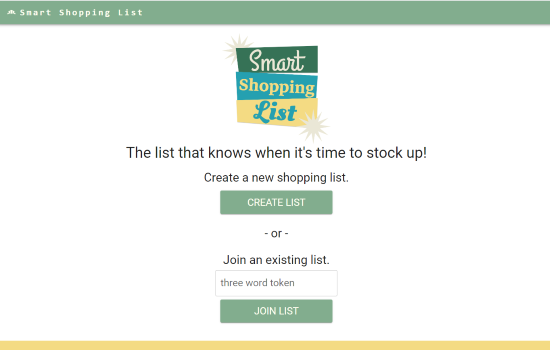 Smart Shopping List
Smart
Shopping
List
The list that knows when it's time to stock up!
Create a new shopping list.
CREATE LIST
- or -
Join an existing list.
three word token
JOIN LIST